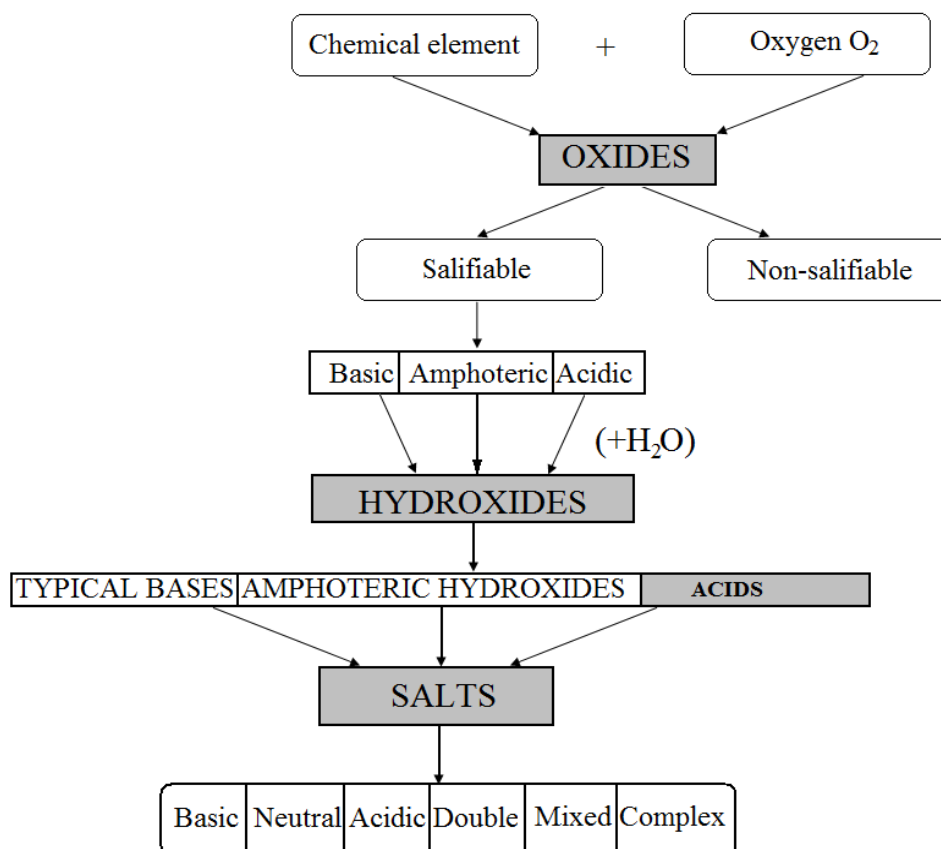 Chemical element + Oxygen O₂
OXIDES
Salifiable Non-salifiable
Basic Amphoteric Acidic
(+H₂O)
HYDROXIDES
TYPICAL BASES AMPHOTERIC HYDROXIDES ACIDS
SALTS
Basic Neutral Acidic Double Mixed Complex